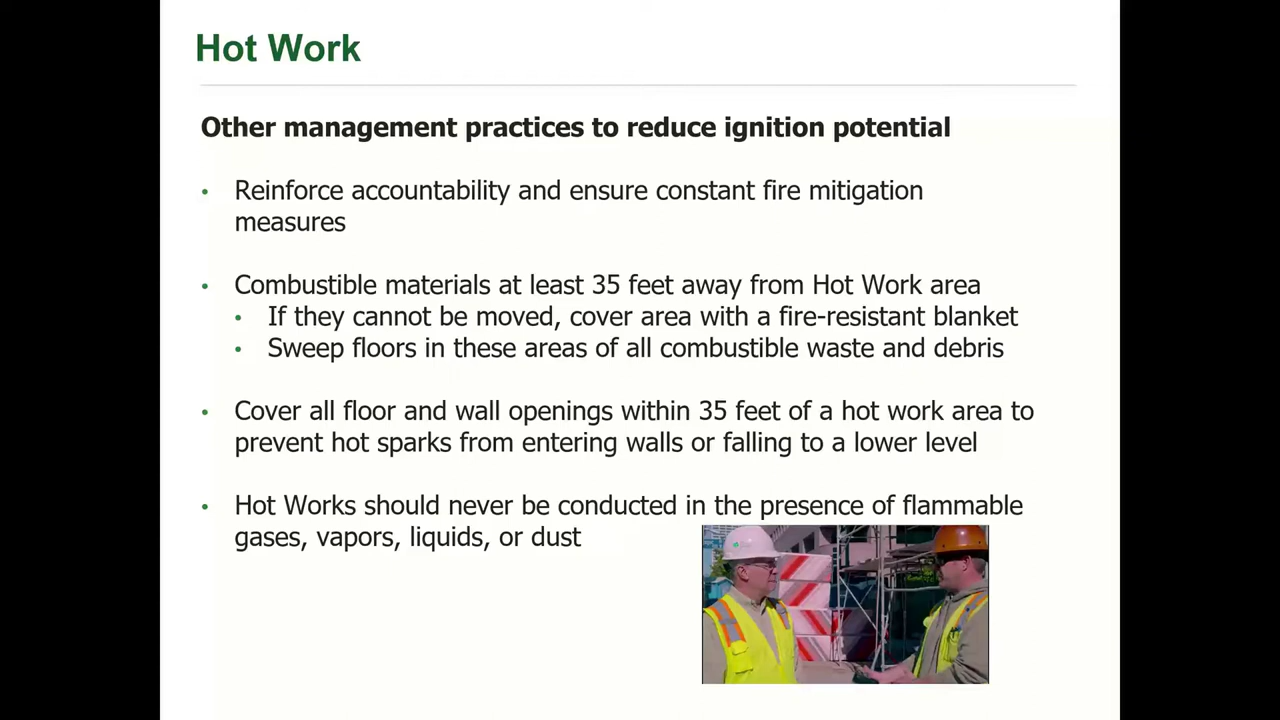 Hot Work
Other management practices to reduce ignition potential
• Reinforce accountability and ensure constant fire mitigation
measures
• Combustible materials at least 35 feet away from Hot Work area
• If they cannot be moved, cover area with a fire-resistant blanket
• Sweep floors in these areas of all combustible waste and debris
• Cover all floor and wall openings within 35 feet of a hot work area to
prevent hot sparks from entering walls or falling to a lower level
• Hot Works should never be conducted in the presence of flammable
gases, vapors, liquids, or dust